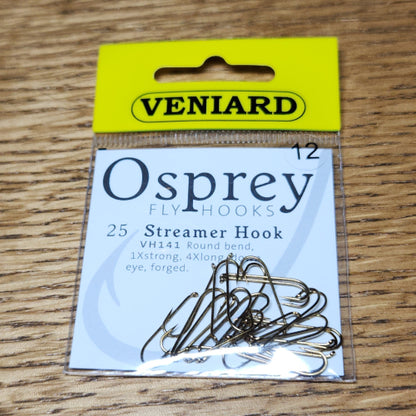 VENIARD
12
Osprey
FLY HOOKS
25 Streamer Hook
VH141 Round bend,
1Xstrong, 4Xlong
eye, forged.